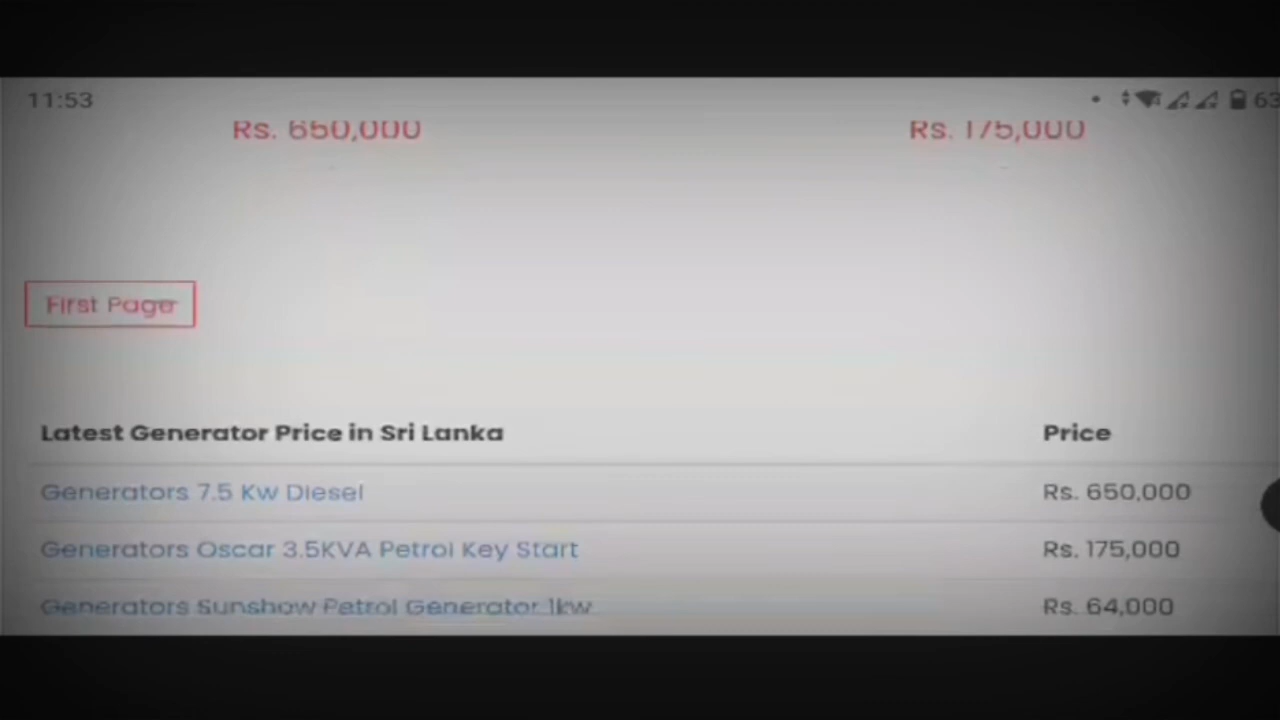 11:53 63
Rs. 650,000 Rs. 175,000
First Page
Latest Generator Price in Sri Lanka Price
Generators 7.5 Kw Diesel Rs. 650,000
Generators Oscar 3.5KVA Petrol Key Start Rs. 175,000
Generators Sunshow Petrol Generator 1kw Rs. 64,000